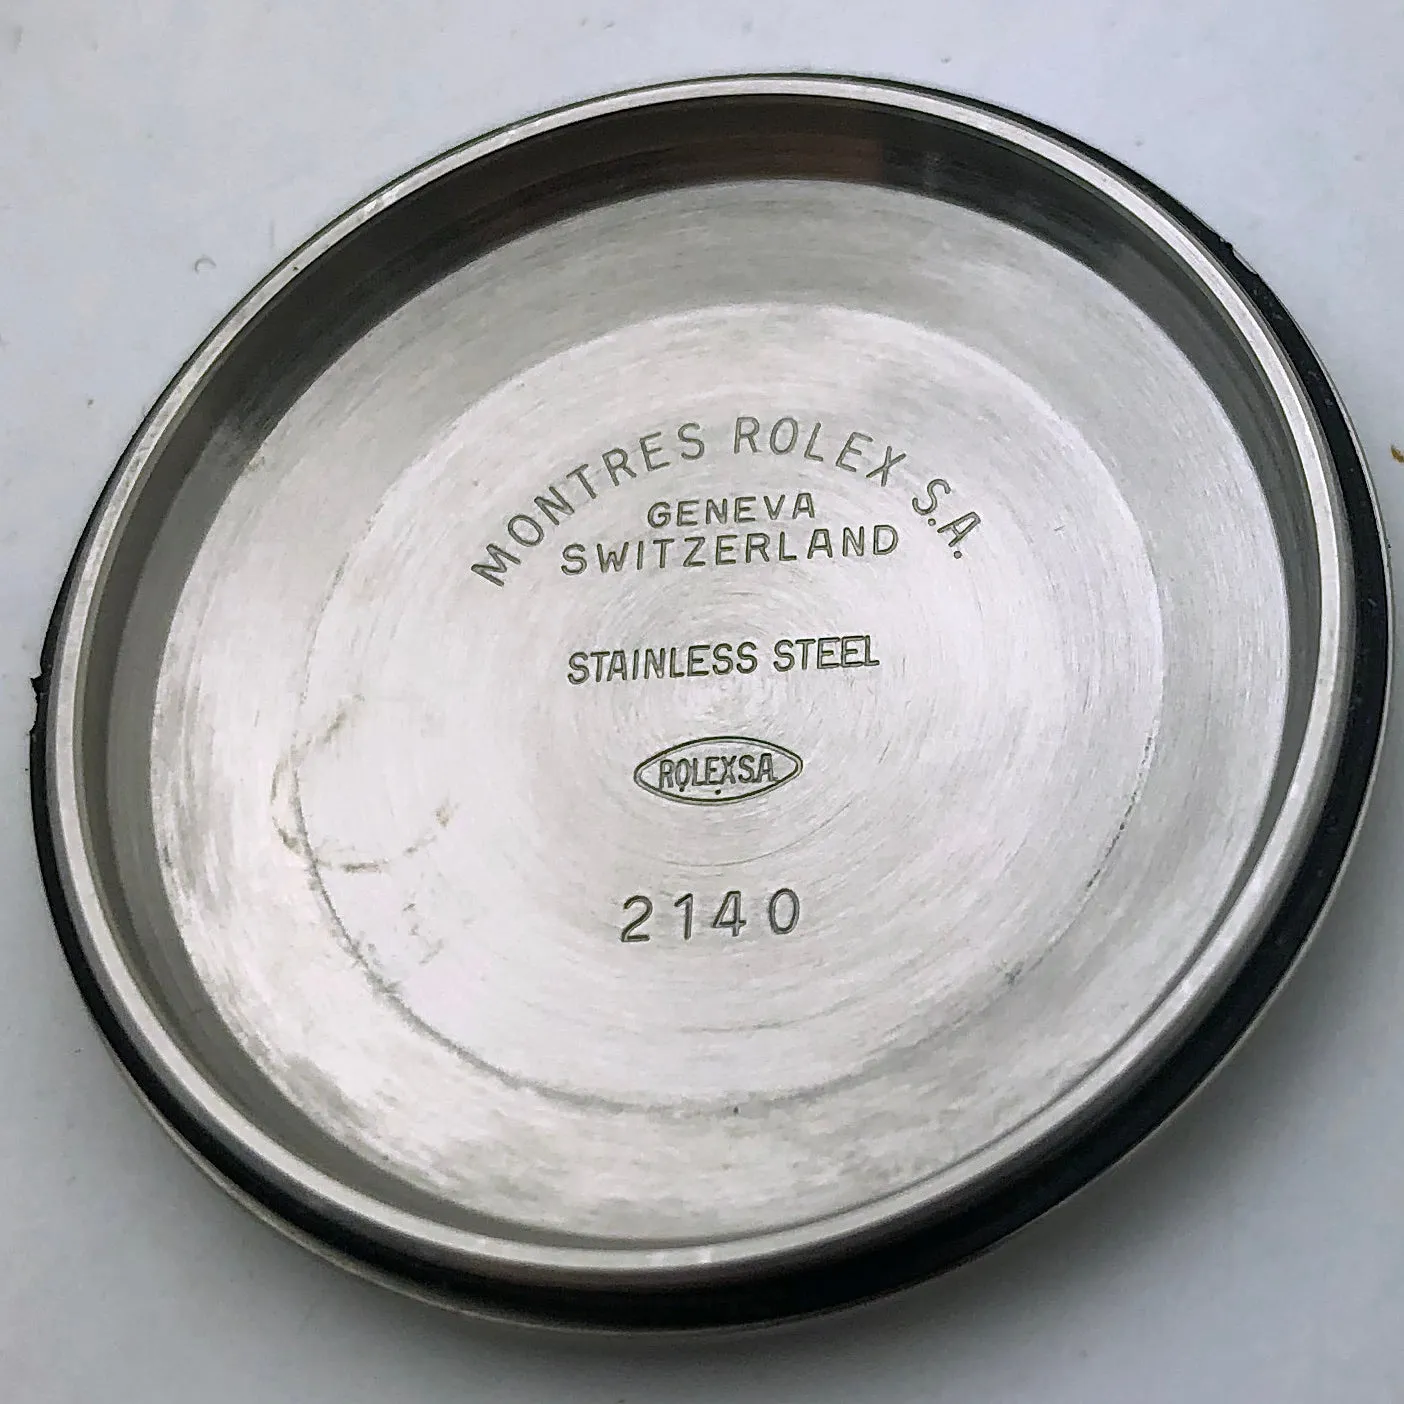 MONTRES ROLEX S.A.
GENEVA
SWITZERLAND
STAINLESS STEEL
ROLEX S.A.
2140